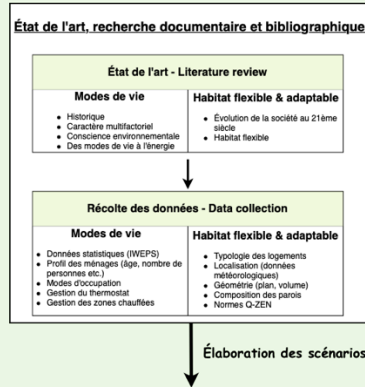 État de l'art, recherche documentaire et bibliographique
État de l'art - Literature review
Modes de vie
Historique
Caractère multifactoriel
Conscience environnementale
Des modes de vie à l'énergie
Habitat flexible & adaptable
Évolution de la société au 21ème
siècle
Habitat flexible
Récolte des données - Data collection
Modes de vie
Données statistiques (IWEPS)
Profil des ménages (âge, nombre de
personnes etc.)
Modes d'occupation
Gestion du thermostat
Gestion des zones chauffées
Habitat flexible & adaptable
Typologie des logements
Localisation (données
météorologiques)
Géométrie (plan, volume)
Composition des parois
Normes Q-ZEN
Élaboration des scénarios